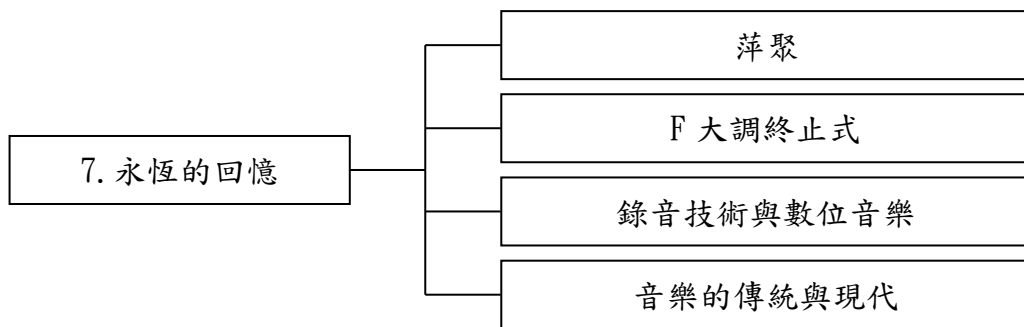 萍聚
F 大調終止式
7.永恆的回憶
錄音技術與數位音樂
音樂的傳統與現代